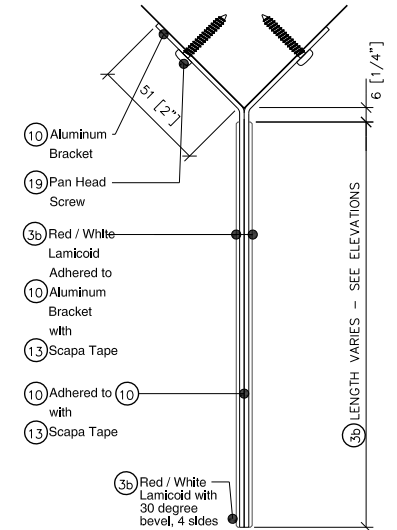 51 [2"]
6 [1/4"]
10 Aluminum
Bracket
19 Pan Head
Screw
3b Red / White
Lamicoid
Adhered to
10 Aluminum
Bracket
with
13 Scapa Tape
10 Adhered to 10
with
13 Scapa Tape
3b Red / White
Lamicoid with
30 degree
bevel, 4 sides
3b LENGTH VARIES – SEE ELEVATIONS